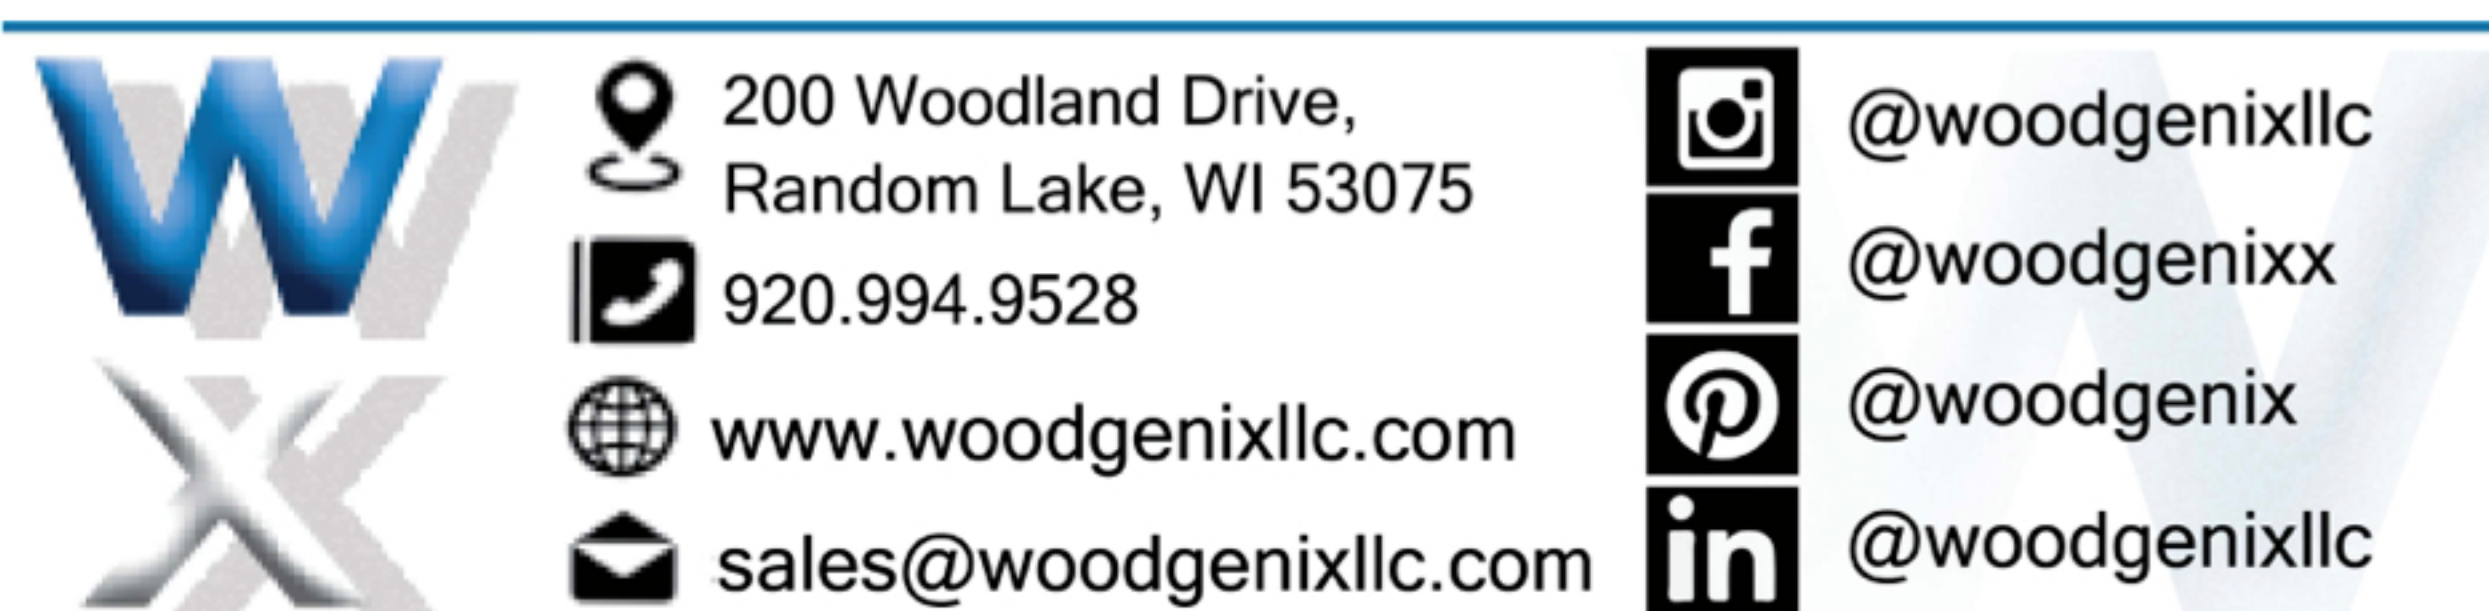 W
X
200 Woodland Drive,
Random Lake, WI 53075
920.994.9528
www.woodgenixllc.com
sales@woodgenixllc.com
@woodgenixllc
@woodgenixx
@woodgenix
@woodgenixllc